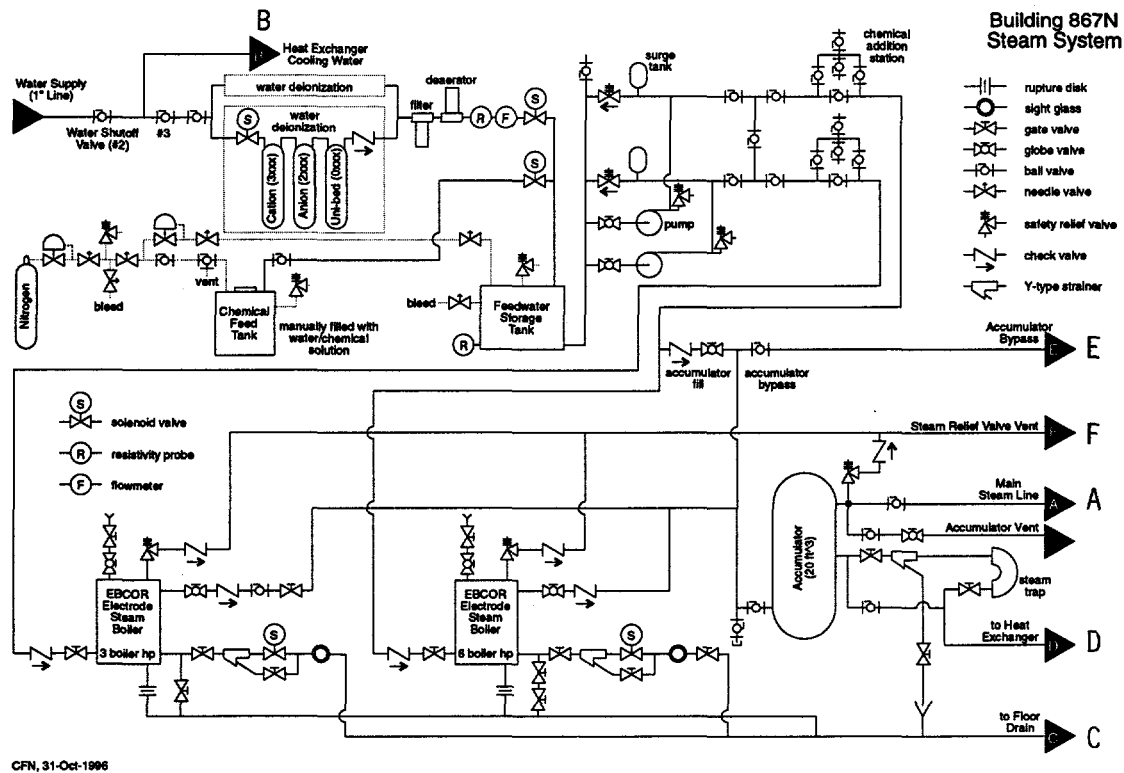 B
Building 867N
Steam System
Heat Exchanger
Cooling Water
Water Supply
(1" Line)
Water Shutoff
Valve (#2)
#3
water deionization
water
deionization
S
Cation (3xxx)
Anion (2xxx)
Uni-bed (0xxx)
filter
deaerator
R
F
S
S
surge
tank
chemical
addition
station
pump
rupture disk
sight glass
gate valve
globe valve
ball valve
needle valve
safety relief valve
check valve
Y-type strainer
Nitrogen
bleed
vent
Chemical
Feed
Tank
manually filled with
water/chemical
solution
bleed
Feedwater
Storage
Tank
R
accumulator
fill
accumulator
bypass
Accumulator
Bypass
E
E
S
solenoid valve
R
resistivity probe
F
flowmeter
Steam Relief Valve Vent
F
F
Main
Steam Line
A
A
Accumulator Vent
Accumulator
(20 ft^3)
steam
trap
EBCOR
Electrode
Steam
Boiler
3 boiler hp
S
EBCOR
Electrode
Steam
Boiler
6 boiler hp
S
to Heat
Exchanger
D
D
to Floor
Drain
C
C
CFN, 31-Oct-1996